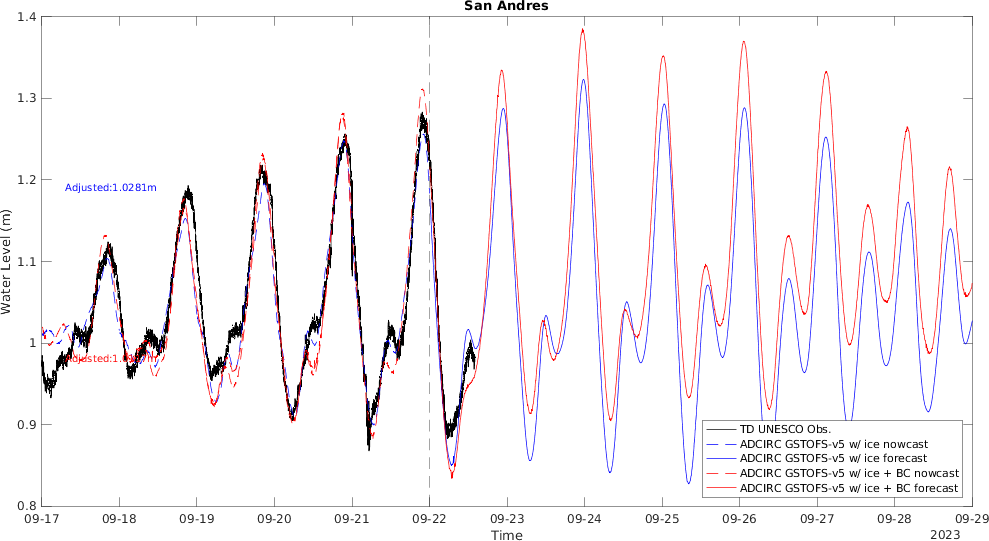 San Andres
1.4
1.3
1.2
1.1
1
0.9
0.8
Water Level (m)
Adjusted:1.0281m
TD UNESCO Obs.
ADCIRC GSTOFS-v5 w/ ice nowcast
ADCIRC GSTOFS-v5 w/ ice forecast
ADCIRC GSTOFS-v5 w/ ice + BC nowcast
ADCIRC GSTOFS-v5 w/ ice + BC forecast
09-17 09-18 09-19 09-20 09-21 09-22 09-23 09-24 09-25 09-26 09-27 09-28 09-29
Time
2023